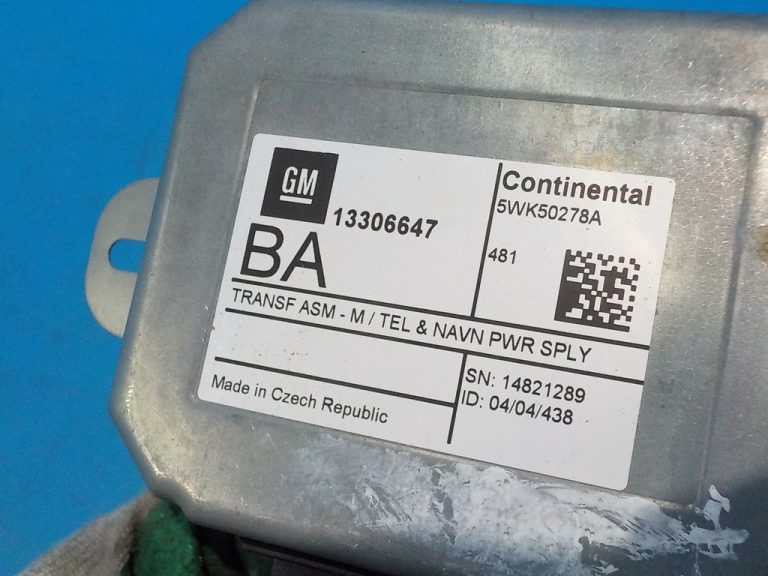 GM
13306647
BA
Continental
5WK50278A
481
TRANSF ASM - M / TEL & NAVN PWR SPLY
Made in Czech Republic
SN: 14821289
ID: 04/04/438